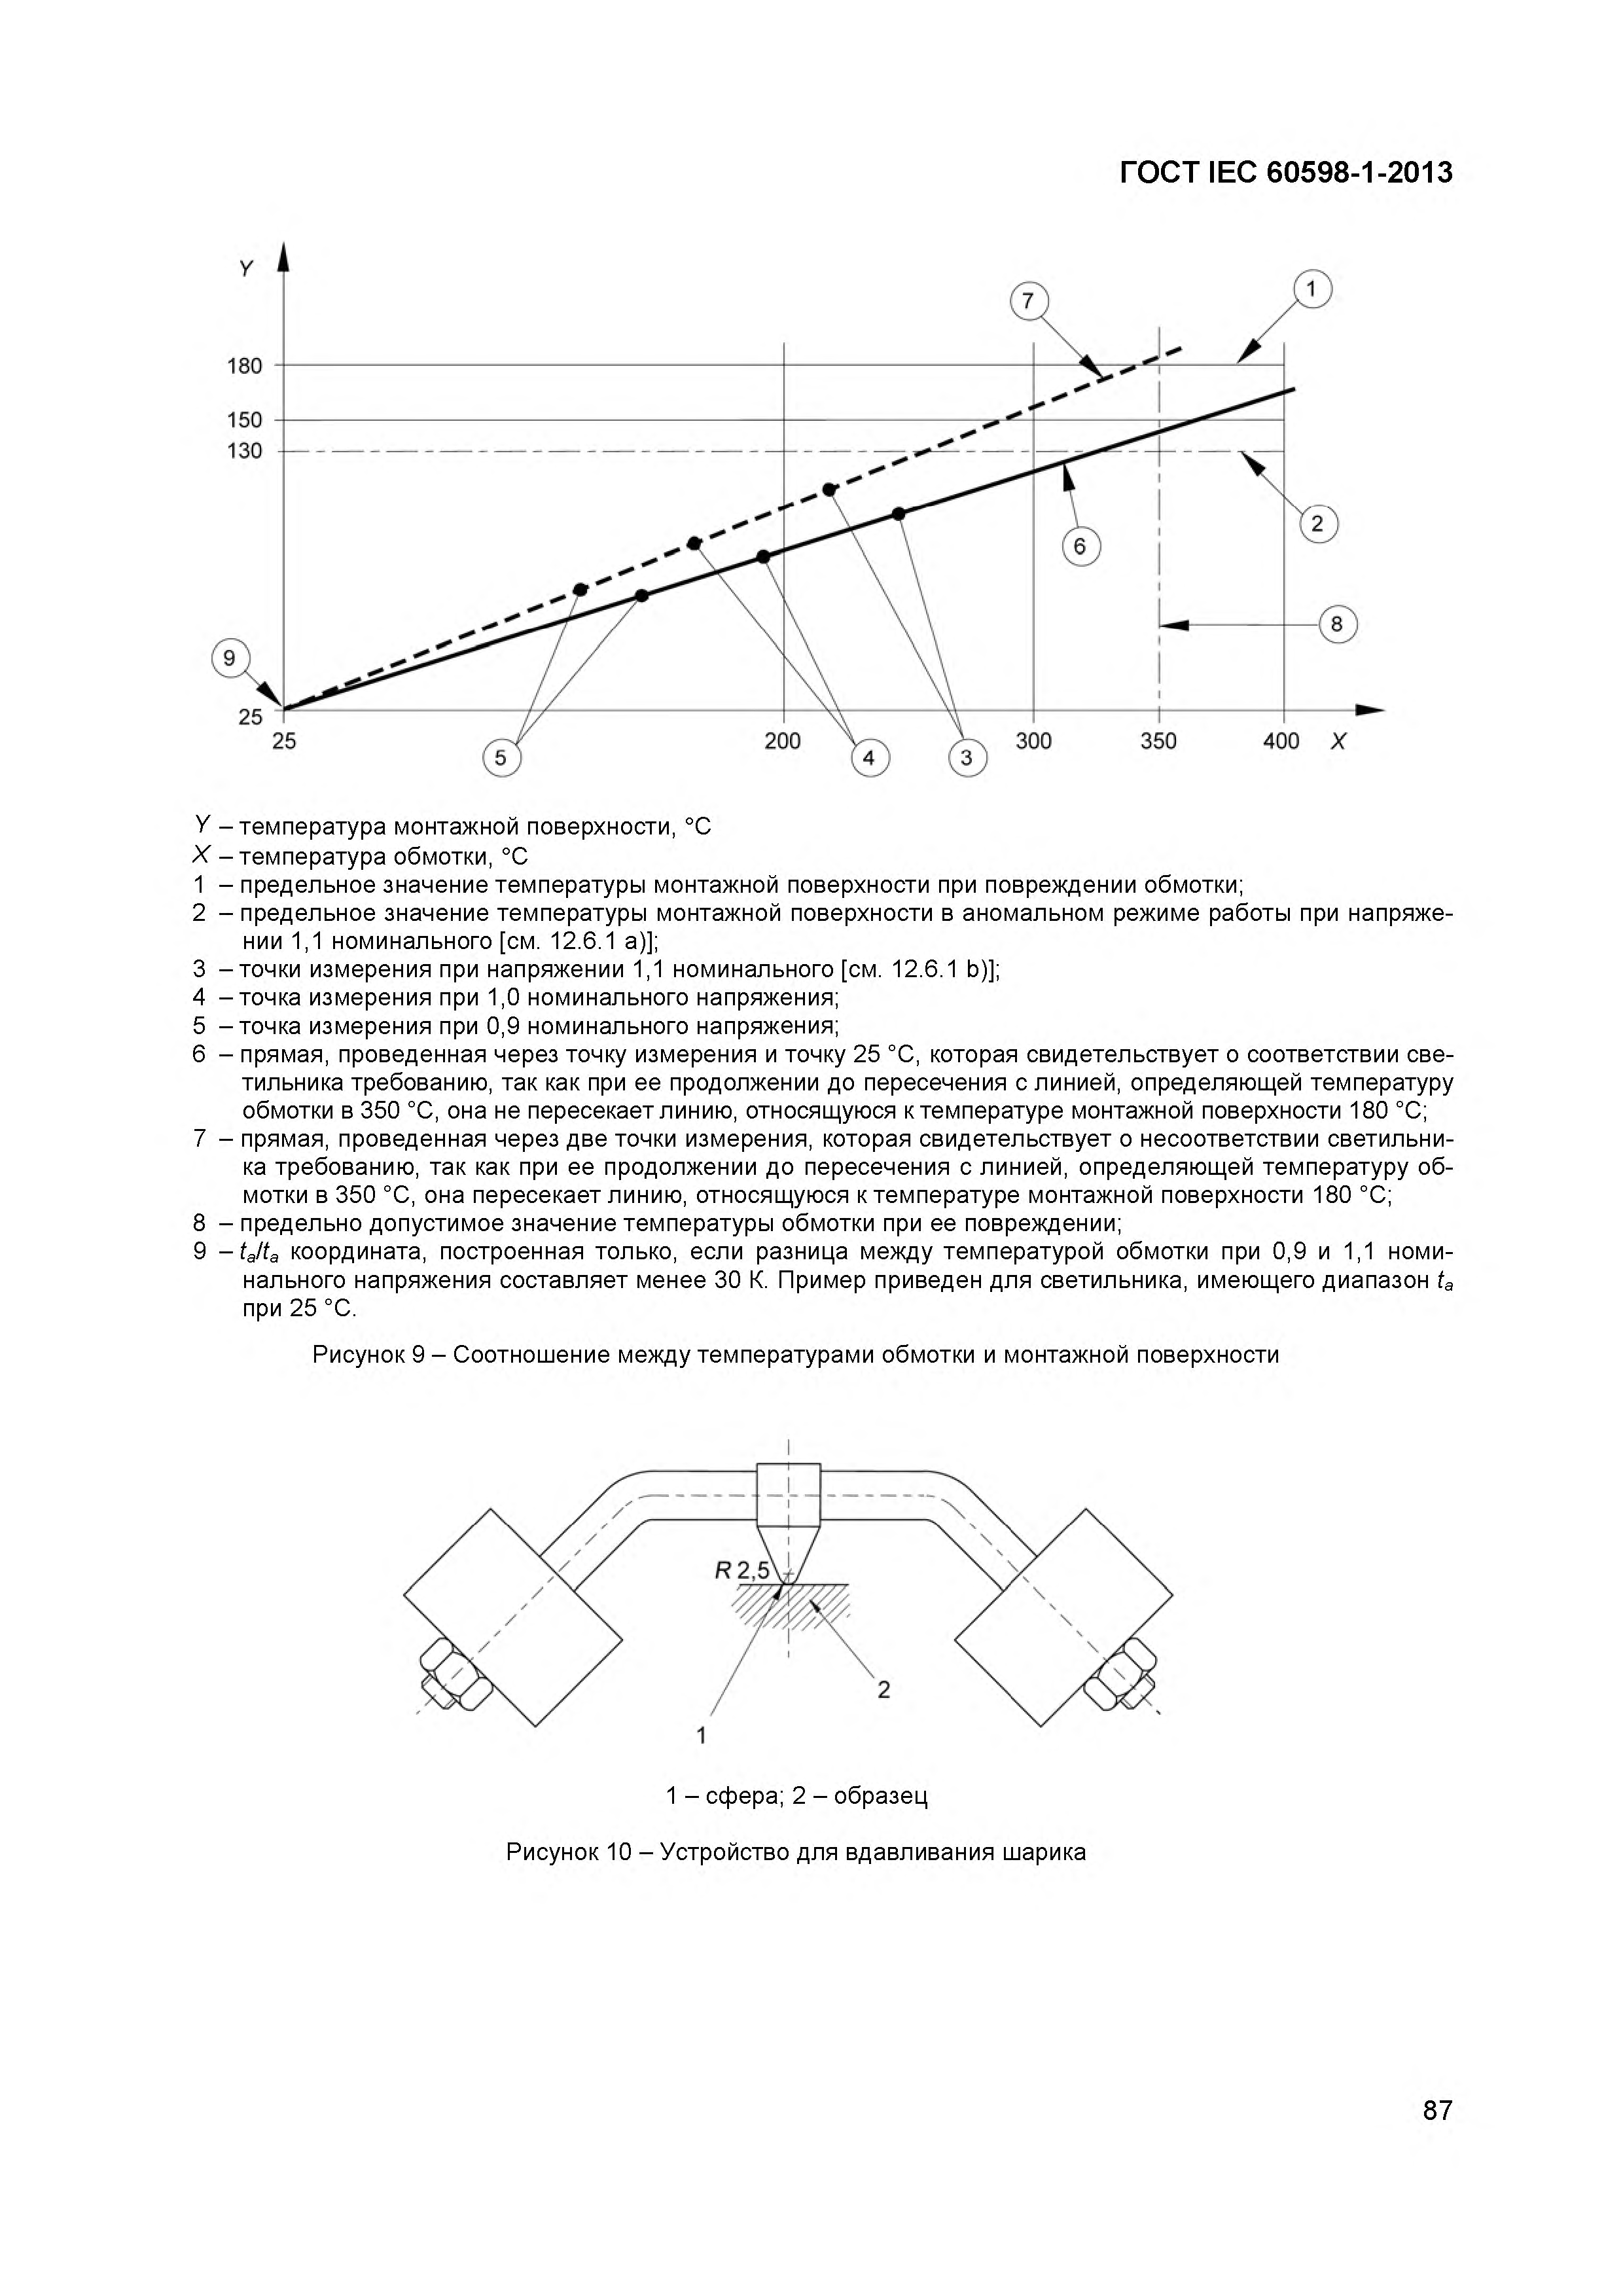 ГОСТ IEC 60598-1-2013
Y
7
1
180
150
130
2
6
8
9
25
25
200
300
350
400
X
5
4
3
Y – температура монтажной поверхности, °С
X – температура обмотки, °С
1 – предельное значение температуры монтажной поверхности при повреждении обмотки;
2 – предельное значение температуры монтажной поверхности в аномальном режиме работы при напряже-
нии 1,1 номинального [см. 12.6.1 а)];
3 – точки измерения при напряжении 1,1 номинального [см. 12.6.1 b)];
4 – точка измерения при 1,0 номинального напряжения;
5 – точка измерения при 0,9 номинального напряжения;
6 – прямая, проведенная через точку измерения и точку 25 °С, которая свидетельствует о соответствии све-
тильника требованию, так как при ее продолжении до пересечения с линией, определяющей температуру
обмотки в 350 °С, она не пересекает линию, относящуюся к температуре монтажной поверхности 180 °С;
7 – прямая, проведенная через две точки измерения, которая свидетельствует о несоответствии светильни-
ка требованию, так как при ее продолжении до пересечения с линией, определяющей температуру об-
мотки в 350 °С, она пересекает линию, относящуюся к температуре монтажной поверхности 180 °С;
8 – предельно допустимое значение температуры обмотки при ее повреждении;
9 – ta/ta координата, построенная только, если разница между температурой обмотки при 0,9 и 1,1 номи-
нального напряжения составляет менее 30 К. Пример приведен для светильника, имеющего диапазон ta
при 25 °С.
Рисунок 9 – Соотношение между температурами обмотки и монтажной поверхности
R 2,5
2
1
1 – сфера; 2 – образец
Рисунок 10 – Устройство для вдавливания шарика
87